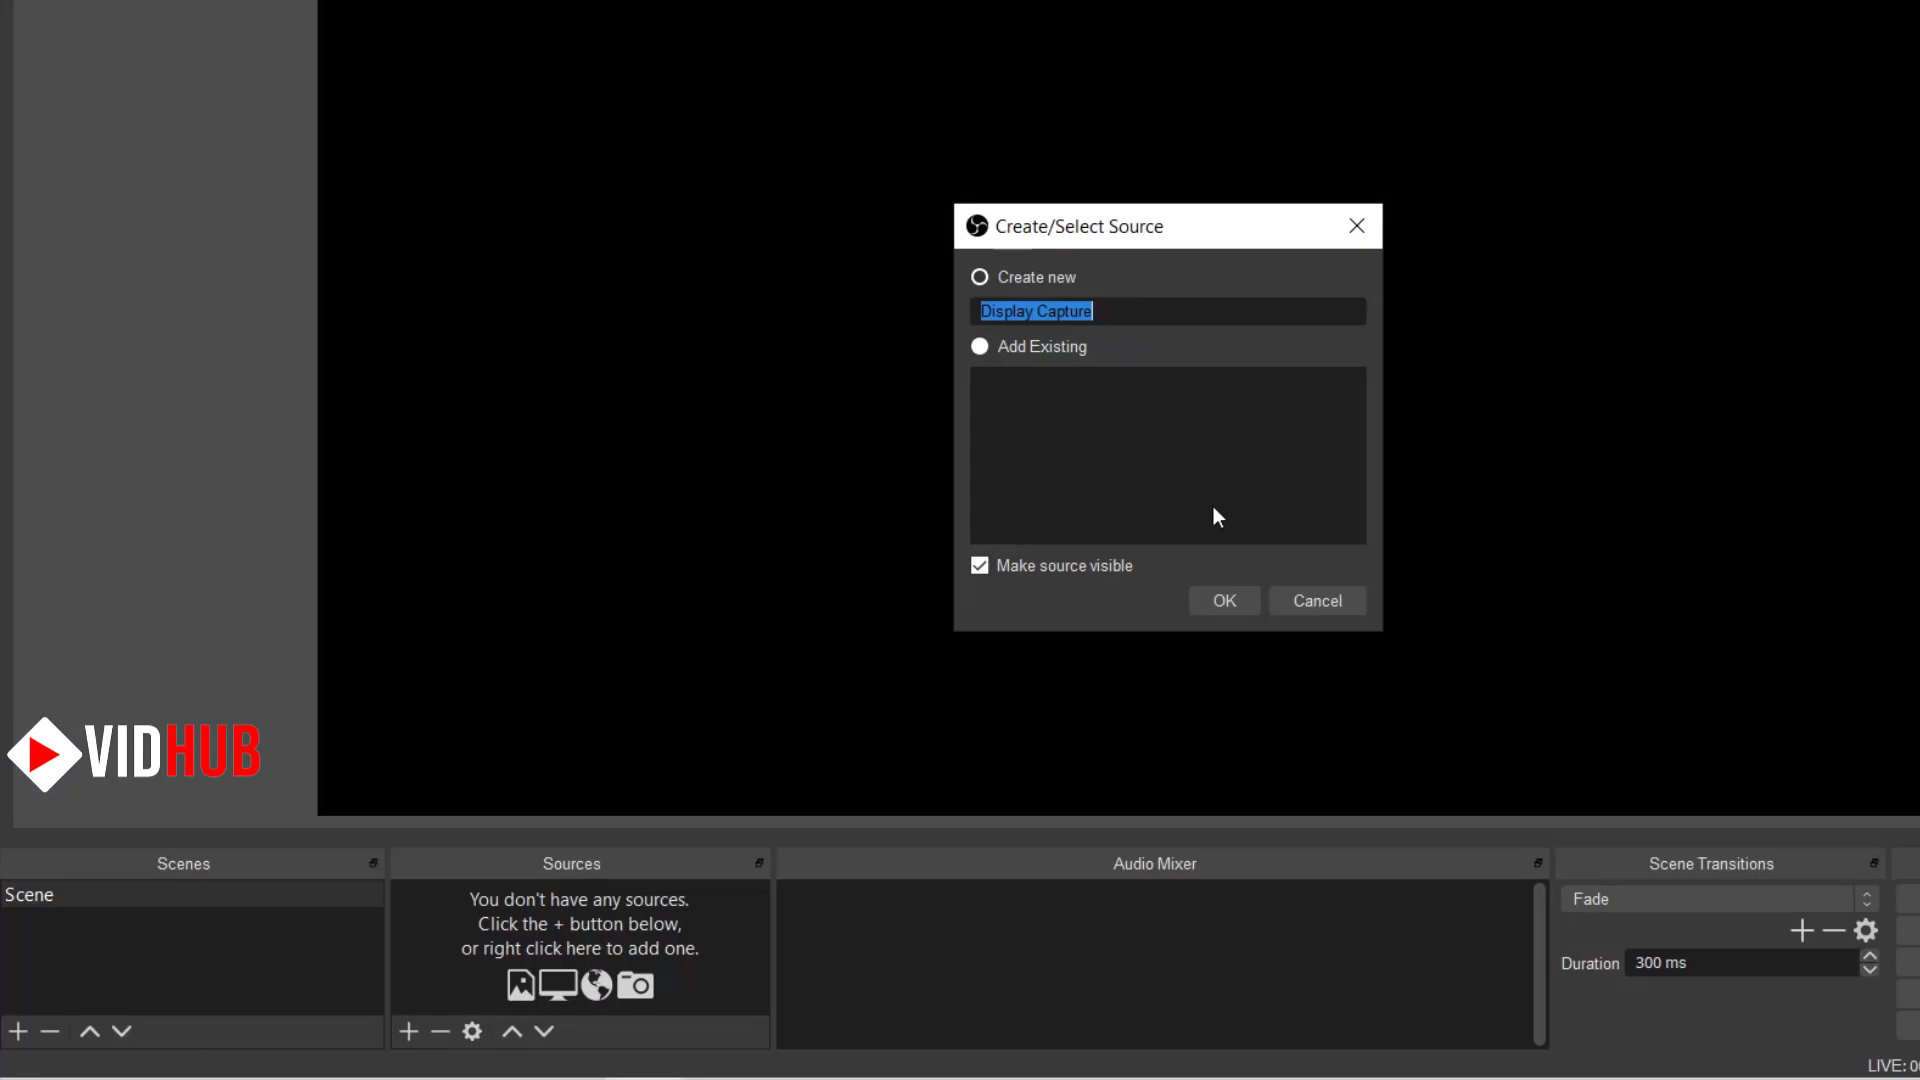 Create/Select Source
Create new
Display Capture
Add Existing
Make source visible
OK
Cancel
VIDHUB
Scenes
Sources
Audio Mixer
Scene Transitions
Scene
You don't have any sources.
Click the + button below,
or right click here to add one.
Fade
Duration
300 ms
LIVE: